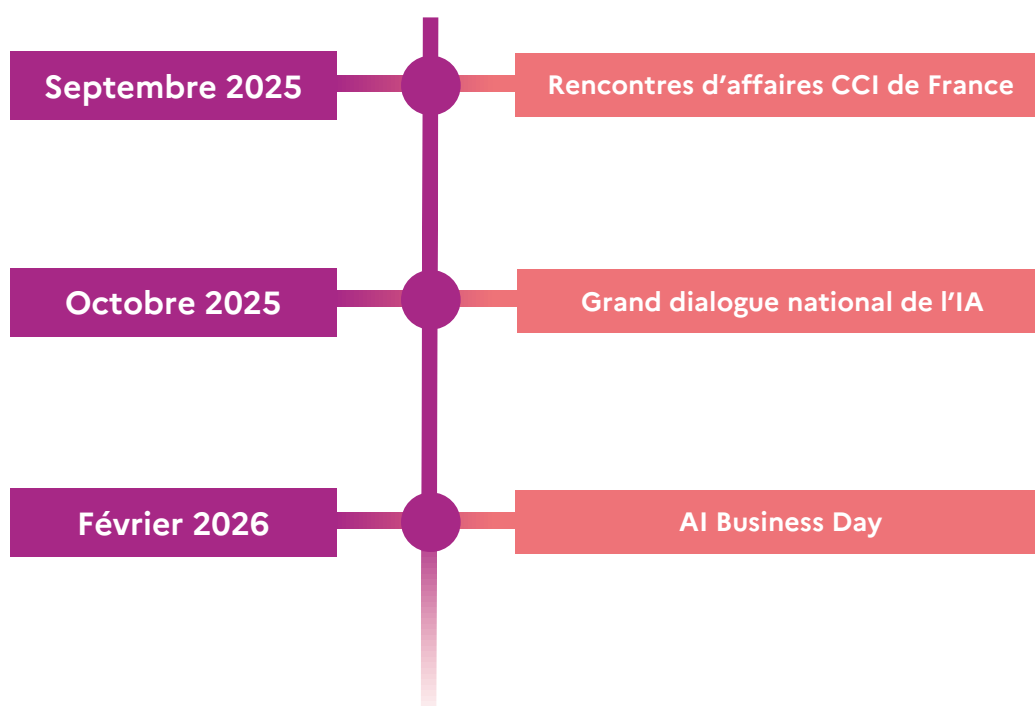 Septembre 2025
Rencontres d’affaires CCI de France
Octobre 2025
Grand dialogue national de l’IA
Février 2026
AI Business Day